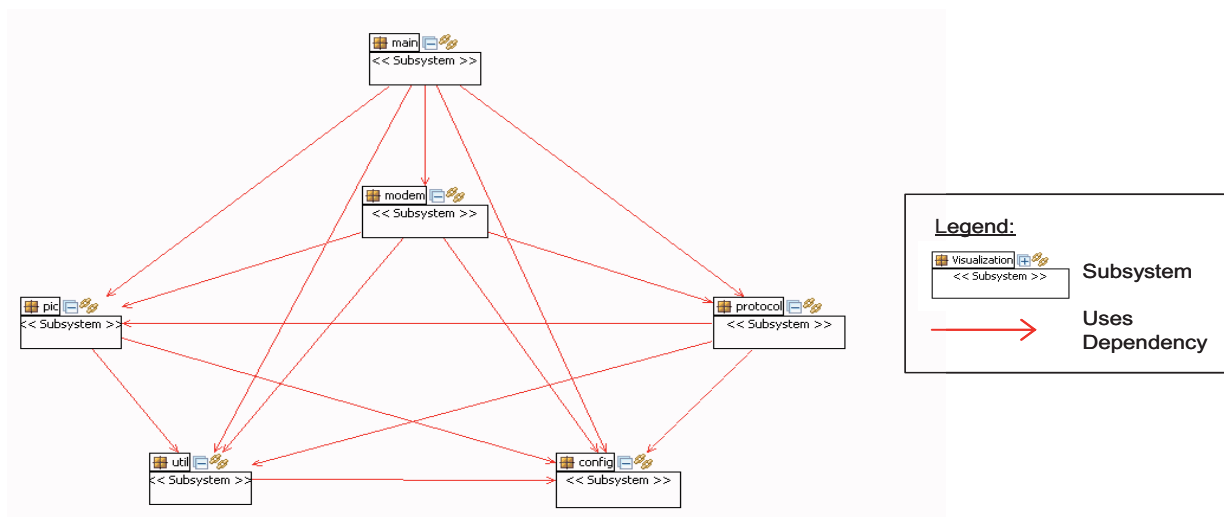 main
<< Subsystem >>
modem
<< Subsystem >>
pic
<< Subsystem >>
protocol
<< Subsystem >>
util
<< Subsystem >>
config
<< Subsystem >>
Legend:
Visualization
<< Subsystem >>
Subsystem
Uses
Dependency